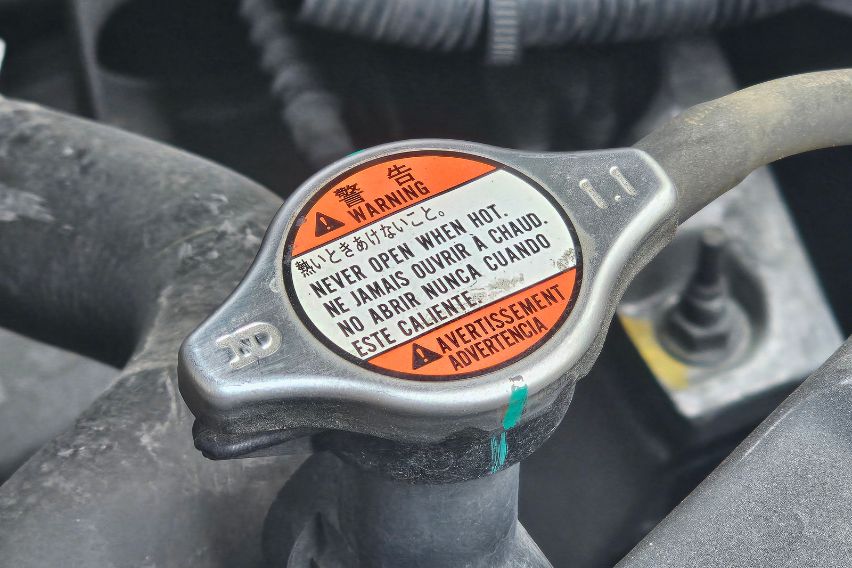 警告
WARNING
熱いときあけないこと。
NEVER OPEN WHEN HOT.
NE JAMAIS OUVRIR À CHAUD.
NO ABRIR NUNCA CUANDO
ESTE CALIENTE.
AVERTISSEMENT
ADVERTENCIA
ND
1.1